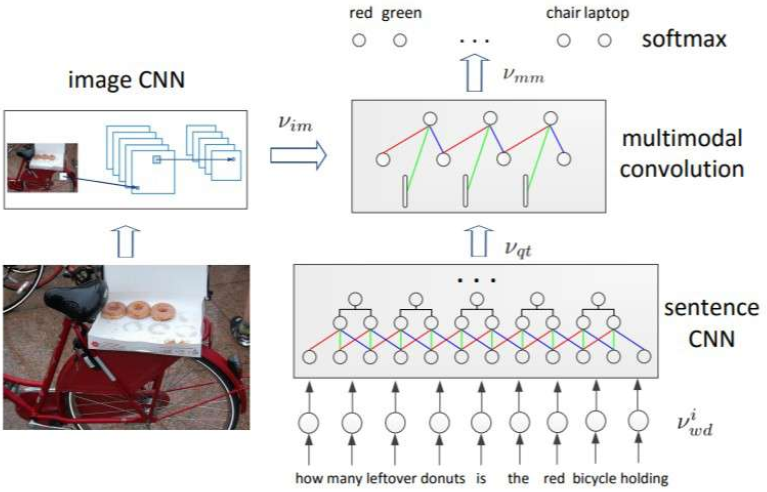 red green ... chair laptop softmax
image CNN
ν_mm
ν_im
multimodal
convolution
ν_qt
...
sentence
CNN
ν^i_wd
how many leftover donuts is the red bicycle holding